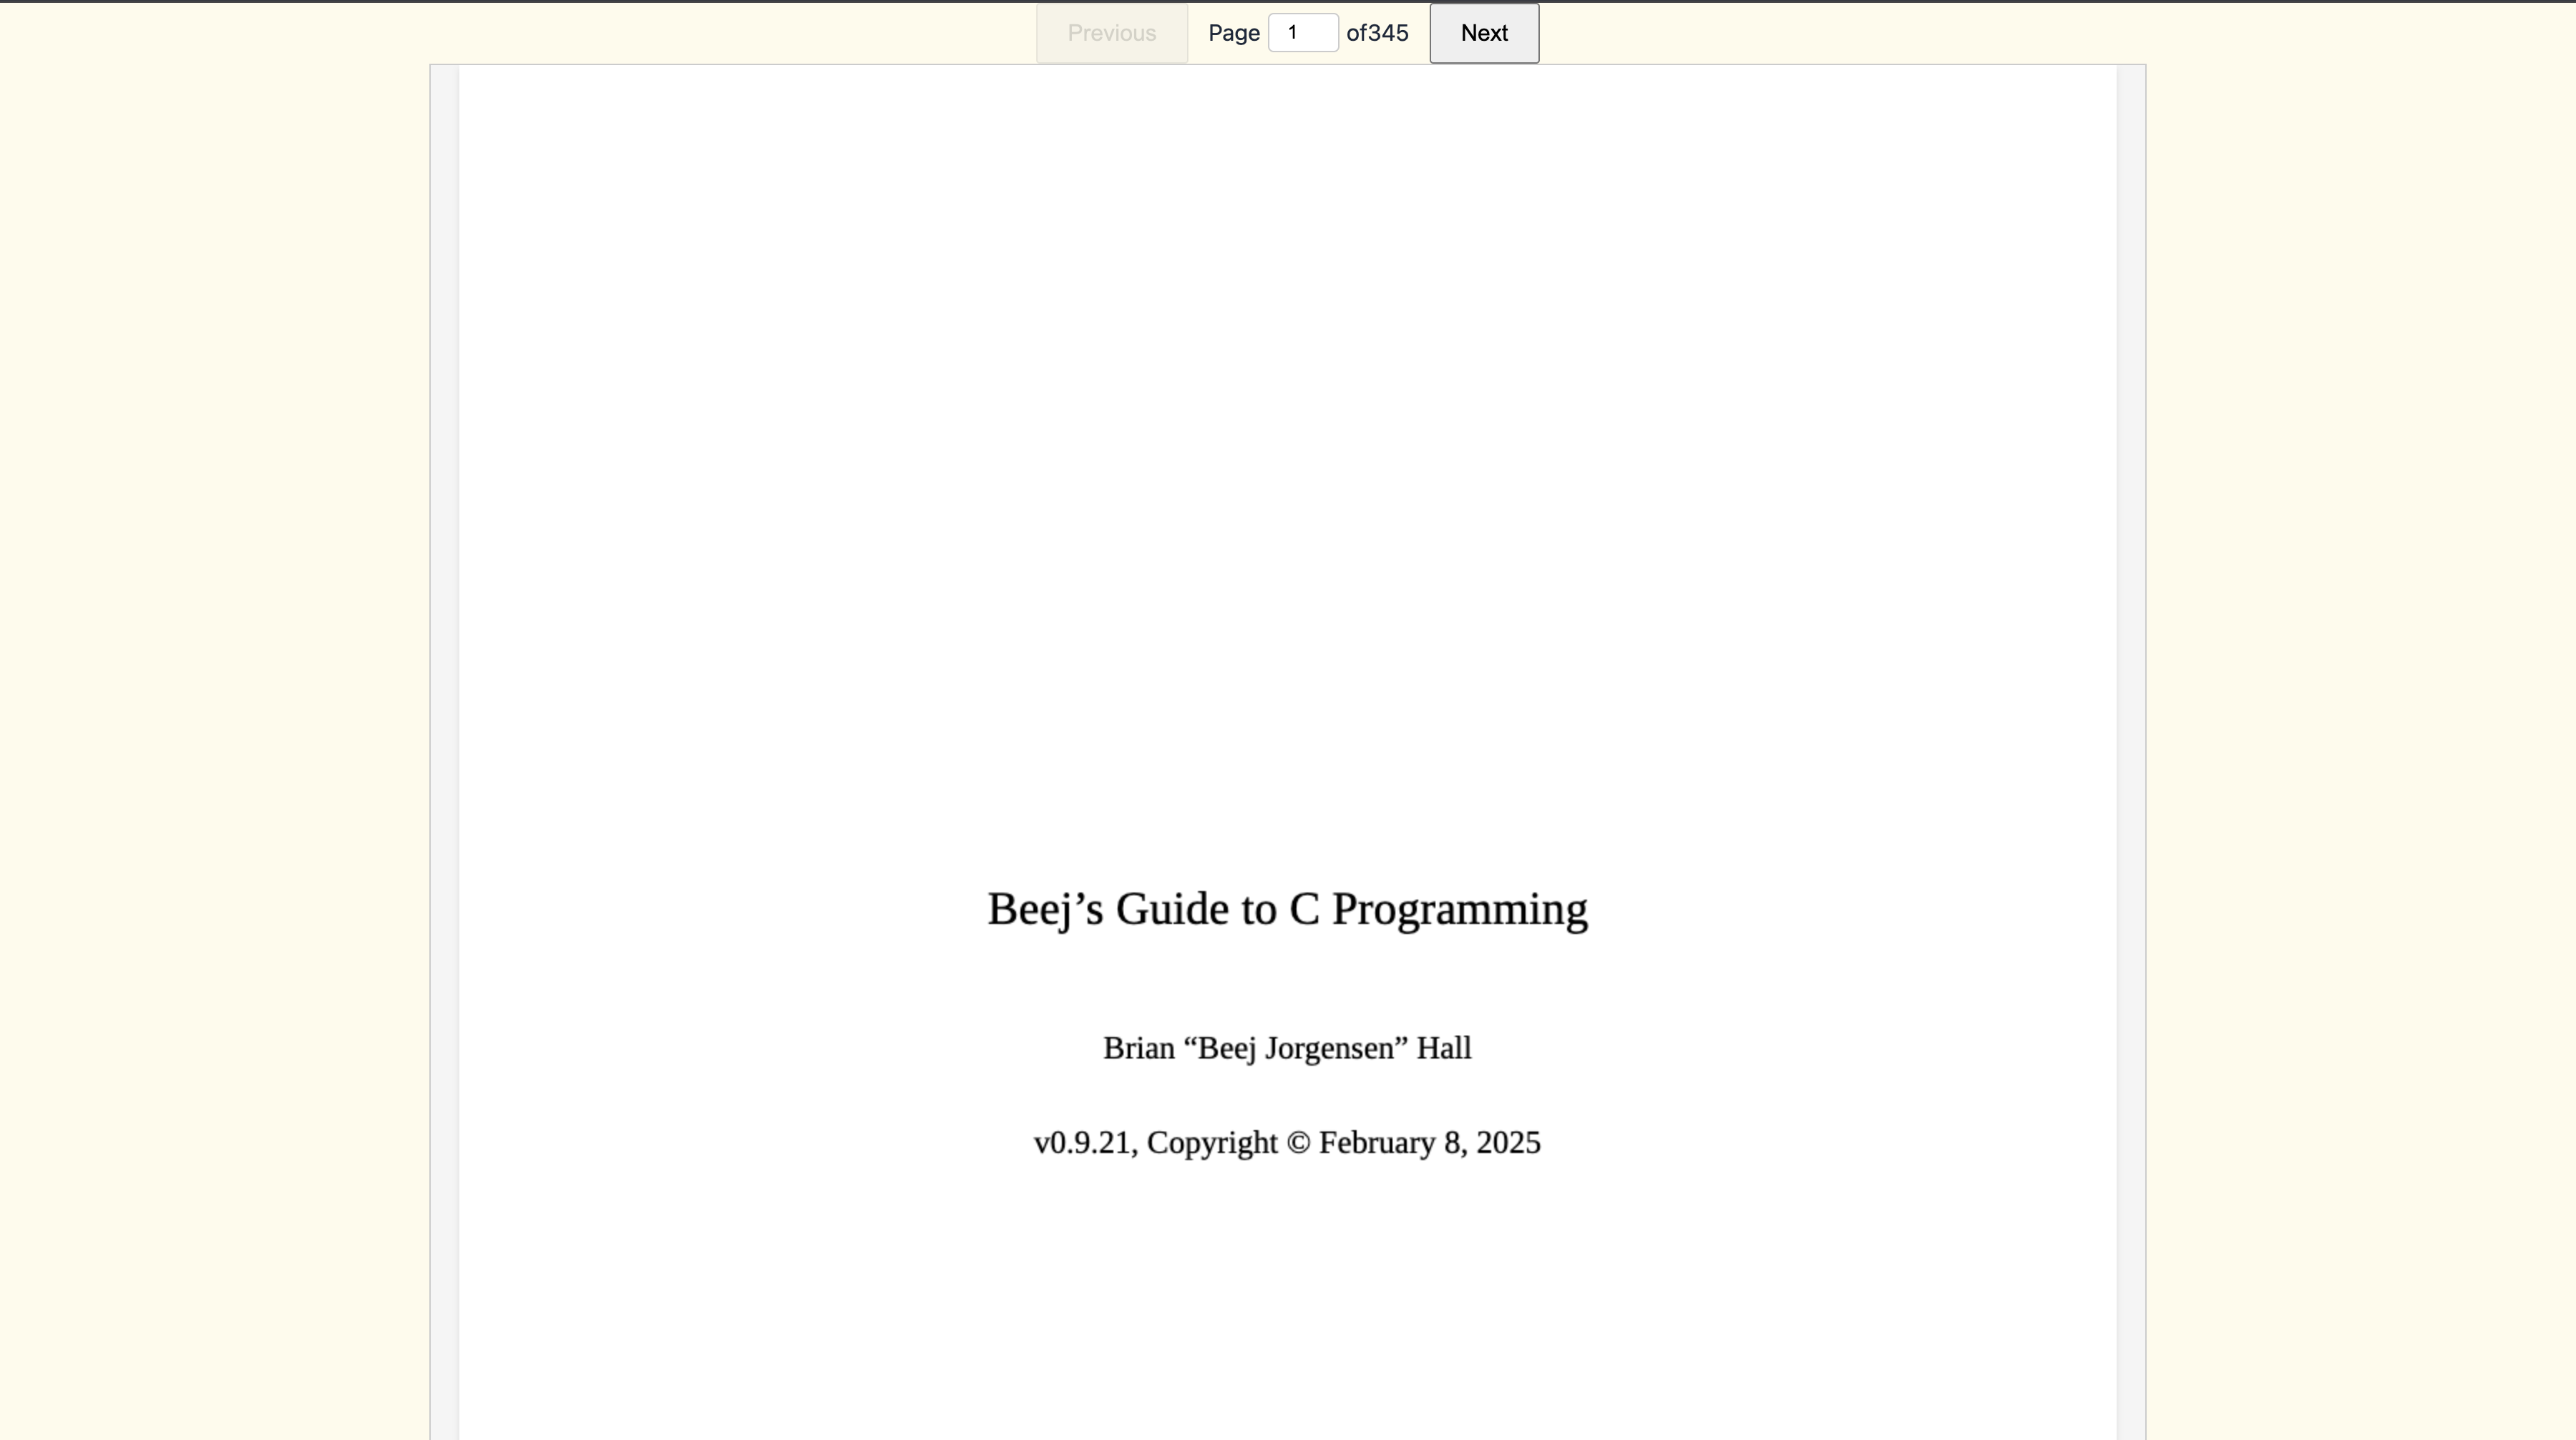 Previous Page 1 of345 Next
Beej’s Guide to C Programming
Brian “Beej Jorgensen” Hall
v0.9.21, Copyright © February 8, 2025